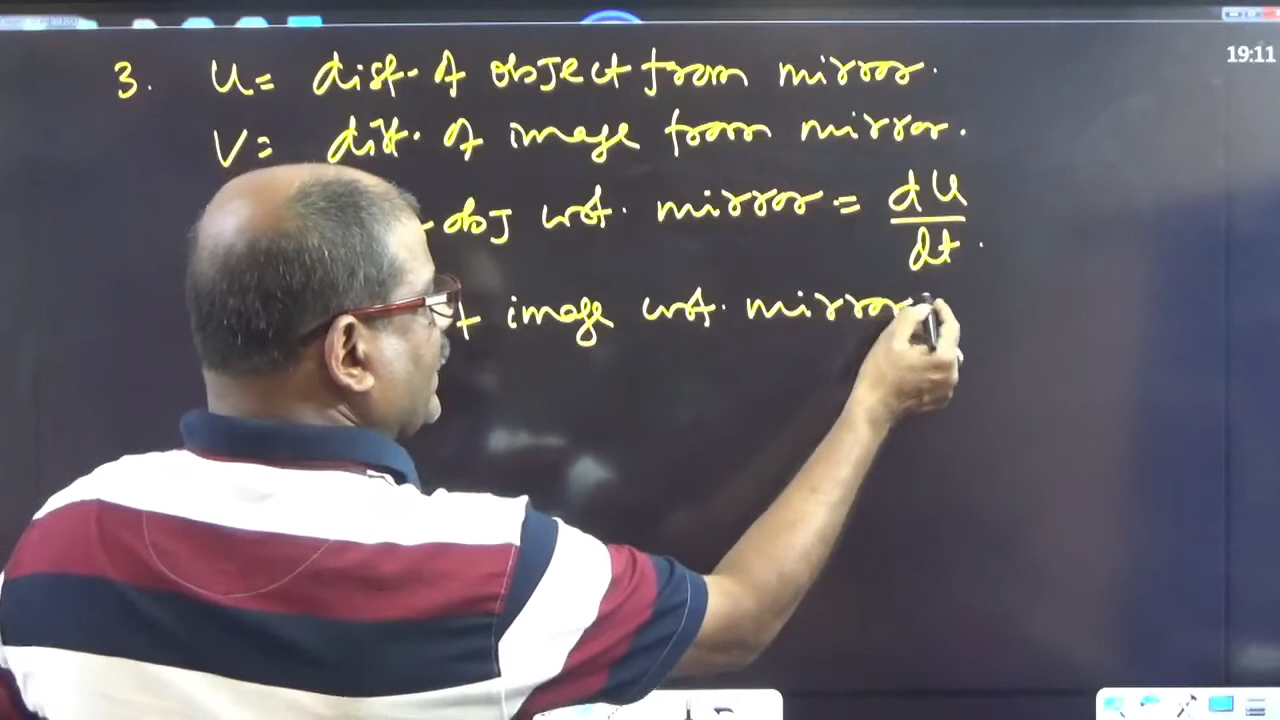 19:11
3. u = dist. of object from mirror.
v = dist. of image from mirror.
obj wrt. mirror = du/dt.
image wrt. mirror